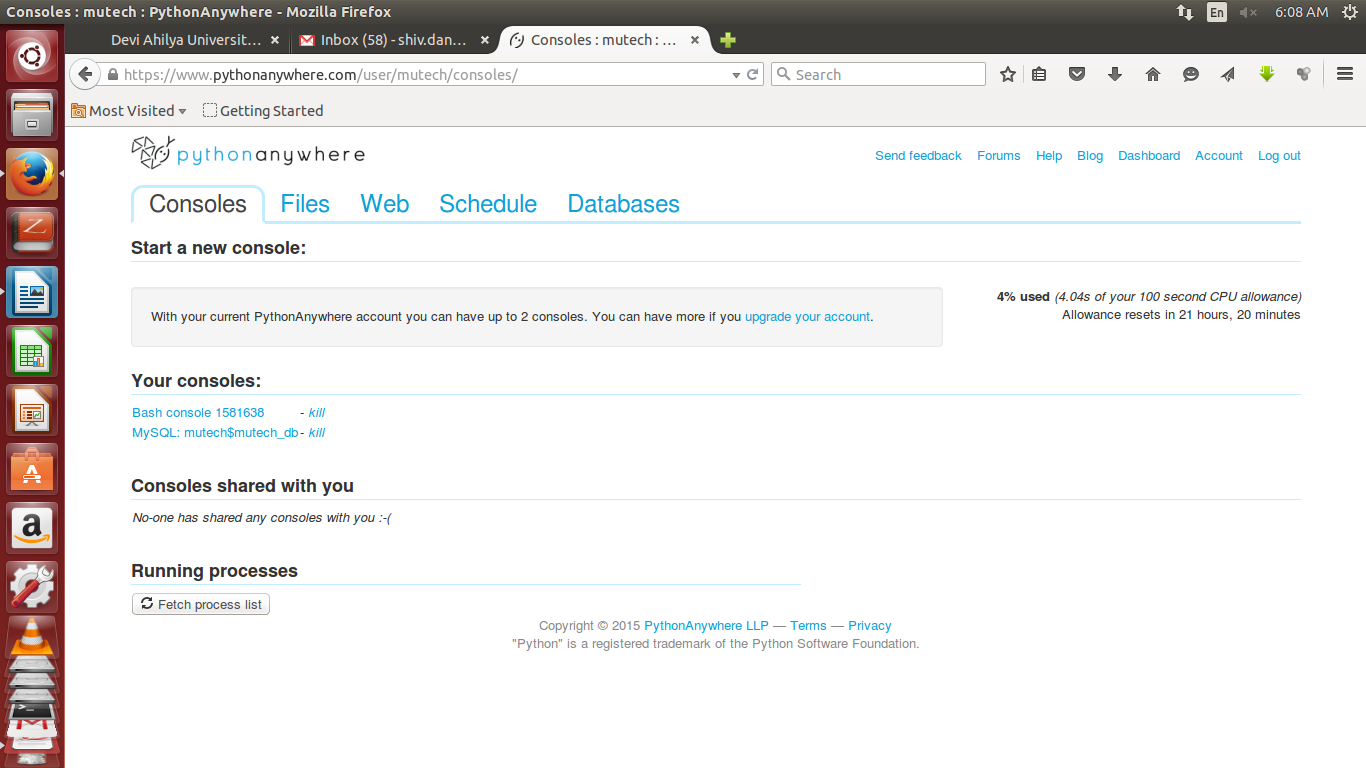 Consoles : mutech : PythonAnywhere - Mozilla Firefox
En
6:08 AM
Devi Ahilya Universit... ×
Inbox (58) - shiv.dan... ×
Consoles : mutech : ... ×
https://www.pythonanywhere.com/user/mutech/consoles/
Search
Most Visited
Getting Started
pythonanywhere
Send feedback Forums Help Blog Dashboard Account Log out
Consoles Files Web Schedule Databases
Start a new console:
With your current PythonAnywhere account you can have up to 2 consoles. You can have more if you upgrade your account.
4% used (4.04s of your 100 second CPU allowance)
Allowance resets in 21 hours, 20 minutes
Your consoles:
Bash console 1581638 - kill
MySQL: mutech$mutech_db - kill
Consoles shared with you
No-one has shared any consoles with you :-(
Running processes
Fetch process list
Copyright © 2015 PythonAnywhere LLP — Terms — Privacy
"Python" is a registered trademark of the Python Software Foundation.